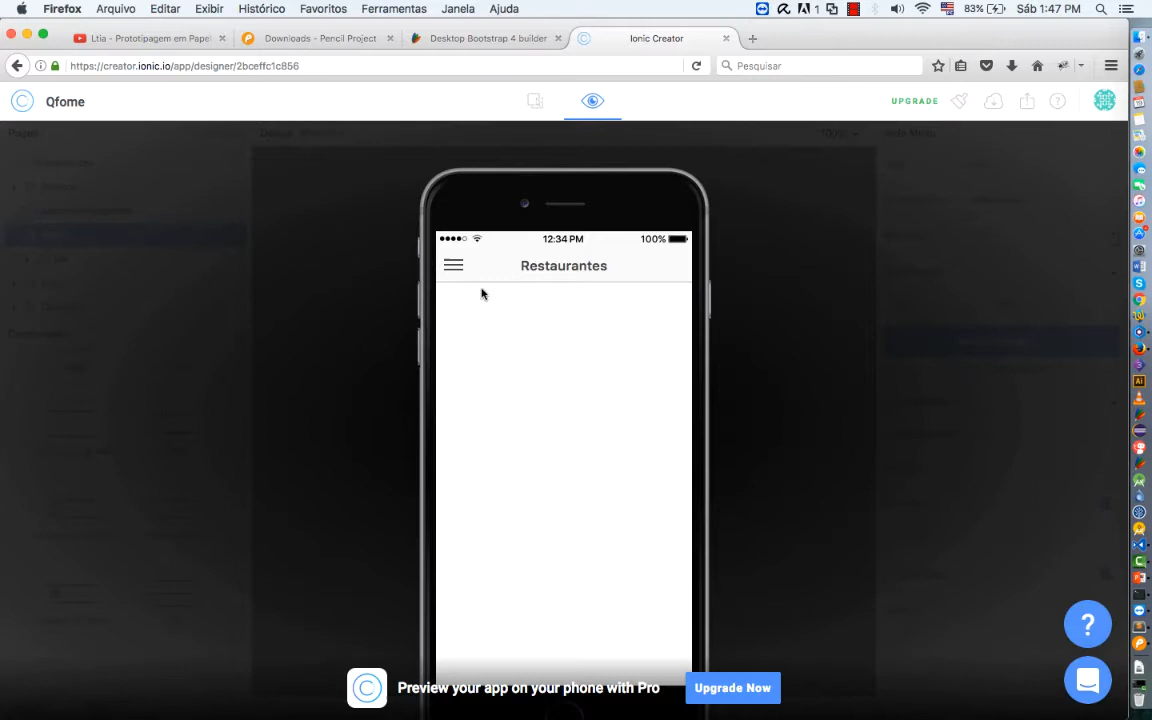 Firefox Arquivo Editar Exibir Histórico Favoritos Ferramentas Janela Ajuda 1 83% Sáb 1:47 PM
Ltia - Prototipagem em Papel Downloads - Pencil Project Desktop Bootstrap 4 builder Ionic Creator
https://creator.ionic.io/app/designer/2bceffc1c856 Pesquisar
Qfome UPGRADE
12:34 PM 100%
Restaurantes
?
Preview your app on your phone with Pro Upgrade Now